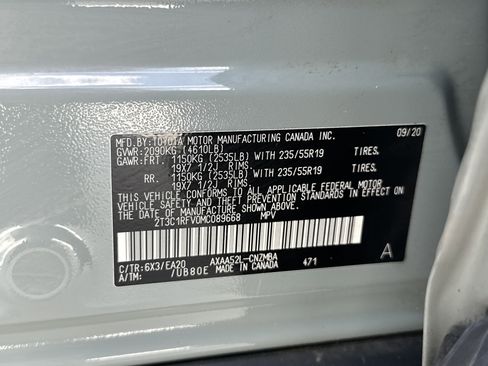 MFD.BY:TOYOTA MOTOR MANUFACTURING CANADA INC. 09/20
GVWR:2090KG (4610LB)
GAWR:FRT. 1150KG (2535LB) WITH 235/55R19 TIRES.
19X 7 1/2J RIMS.
RR. 1150KG (2535LB) WITH 235/55R19 TIRES.
19X7 1/2J RIMS.
THIS VEHICLE CONFORMS TO ALL APPLICABLE FEDERAL MOTOR
VEHICLE SAFETY AND THEFT PREVENTION STANDARDS IN EFFECT
ON THE DATE OF MANUFACTURE SHOWN ABOVE.
2T3C1RFV0MC089668 MPV
C/TR:6X3/EA20 AXAA52L-CNZMBA 471 A
A/TM: /UB80E MADE IN CANADA